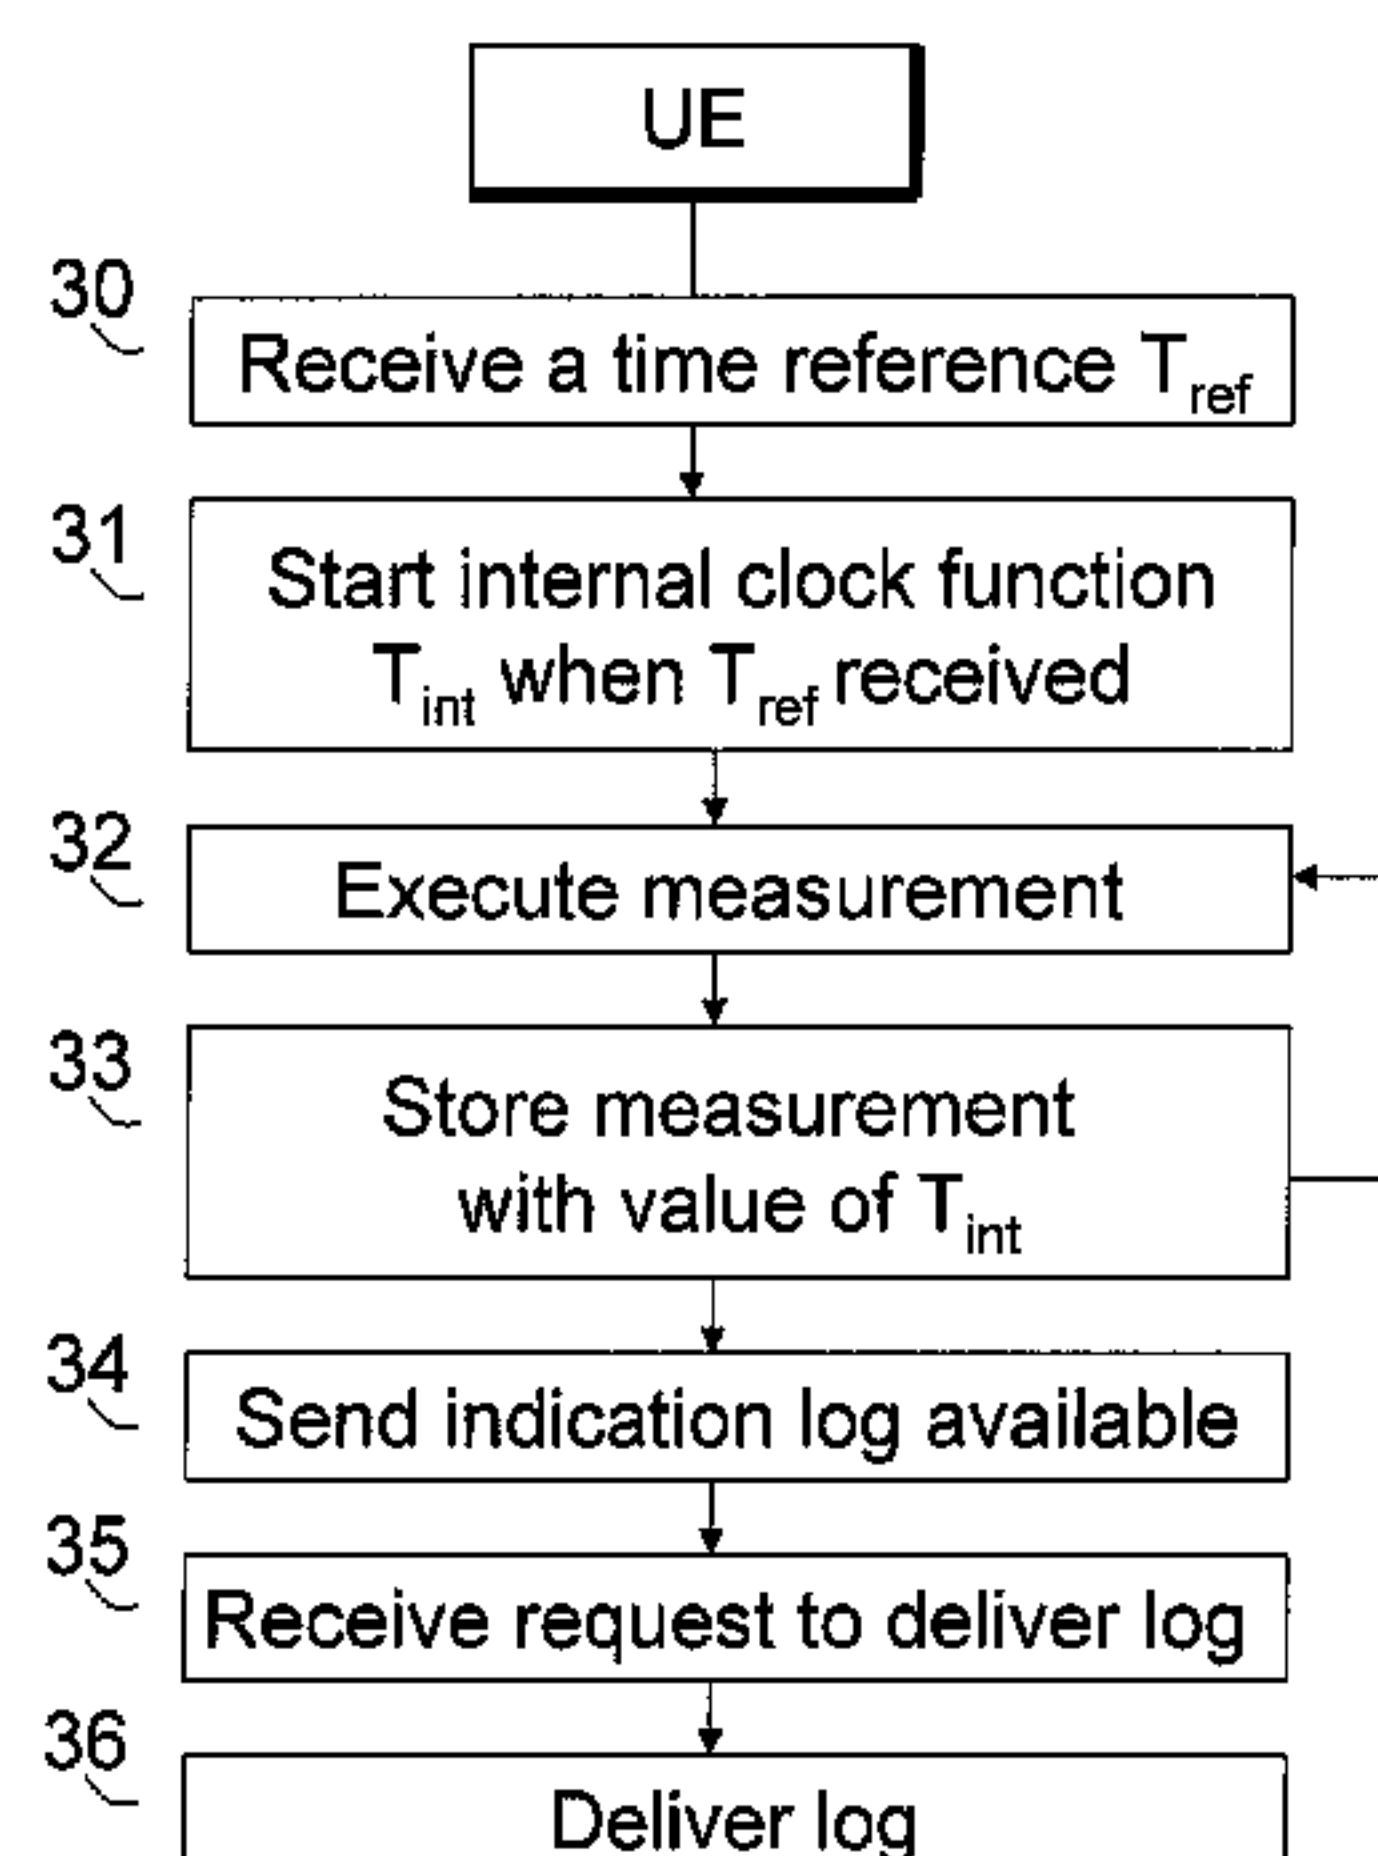 UE
30
Receive a time reference Tref
31
Start internal clock function
Tint when Tref received
32
Execute measurement
33
Store measurement
with value of Tint
34
Send indication log available
35
Receive request to deliver log
36
Deliver log